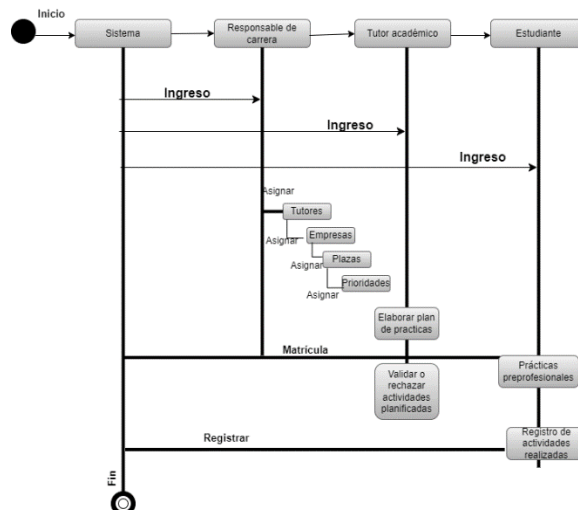 Inicio
Sistema
Responsable de
carrera
Tutor académico
Estudiante
Ingreso
Ingreso
Ingreso
Asignar
Tutores
Asignar
Empresas
Asignar
Plazas
Asignar
Prioridades
Elaborar plan
de practicas
Matrícula
Prácticas
preprofesionales
Validar o
rechazar
actividades
planificadas
Registrar
Registro de
actividades
realizadas
Fin